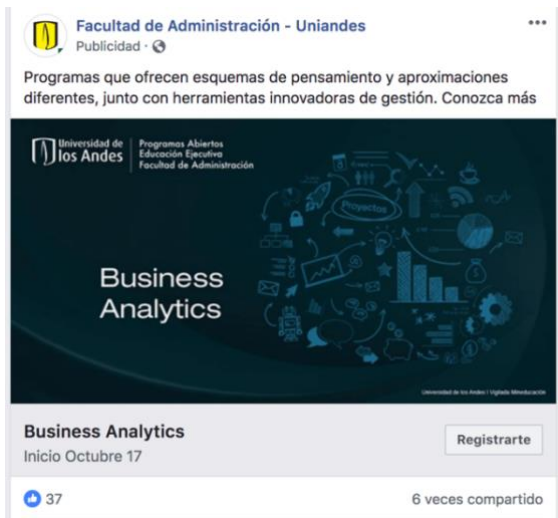 Facultad de Administración - Uniandes
Publicidad ·
Programas que ofrecen esquemas de pensamiento y aproximaciones
diferentes, junto con herramientas innovadoras de gestión. Conozca más
Universidad de
los Andes
Programas Abiertos
Educación Ejecutiva
Facultad de Administración
Proyectos
Business
Analytics
Universidad de los Andes | Vigilada Mineducación
Business Analytics
Inicio Octubre 17
Registrarte
37
6 veces compartido